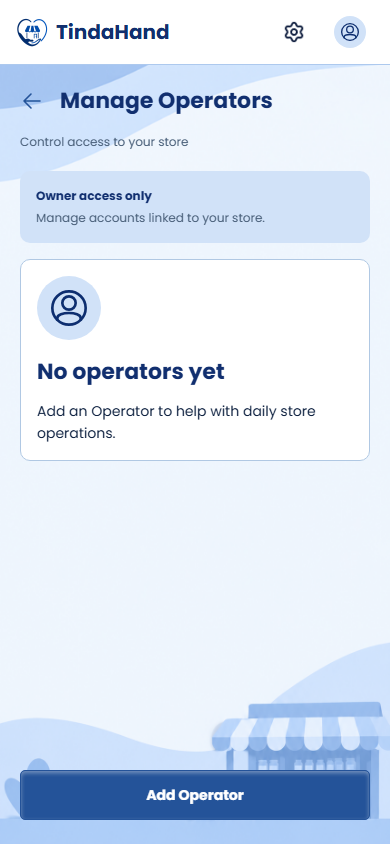 TindaHand
Manage Operators
Control access to your store
Owner access only
Manage accounts linked to your store.
No operators yet
Add an Operator to help with daily store
operations.
Add Operator